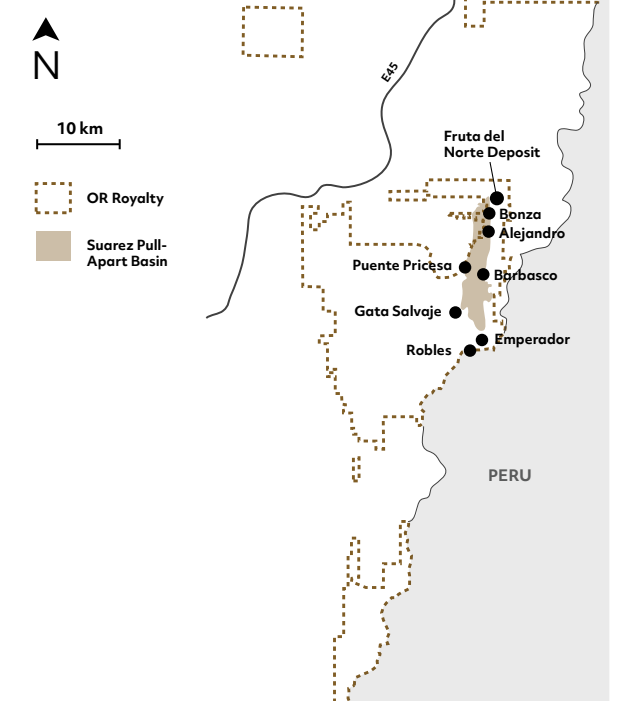 N
10 km
OR Royalty
Suarez Pull-
Apart Basin
E45
Fruta del
Norte Deposit
Bonza
Alejandro
Puente Pricesa
Barbasco
Gata Salvaje
Emperador
Robles
PERU